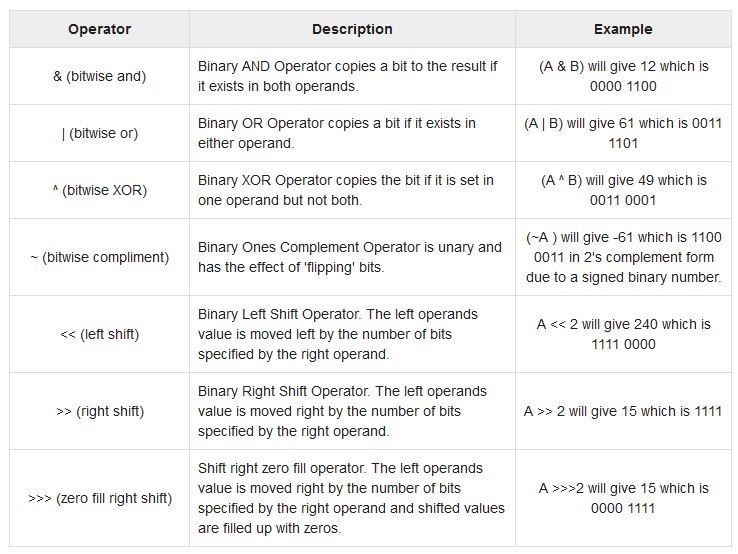 Operator Description Example
& (bitwise and)
Binary AND Operator copies a bit to the result if
it exists in both operands.
(A & B) will give 12 which is
0000 1100
| (bitwise or)
Binary OR Operator copies a bit if it exists in
either operand.
(A | B) will give 61 which is 0011
1101
^ (bitwise XOR)
Binary XOR Operator copies the bit if it is set in
one operand but not both.
(A ^ B) will give 49 which is
0011 0001
~ (bitwise compliment)
Binary Ones Complement Operator is unary and
has the effect of 'flipping' bits.
(~A ) will give -61 which is 1100
0011 in 2's complement form
due to a signed binary number.
<< (left shift)
Binary Left Shift Operator. The left operands
value is moved left by the number of bits
specified by the right operand.
A << 2 will give 240 which is
1111 0000
>> (right shift)
Binary Right Shift Operator. The left operands
value is moved right by the number of bits
specified by the right operand.
A >> 2 will give 15 which is 1111
>>> (zero fill right shift)
Shift right zero fill operator. The left operands
value is moved right by the number of bits
specified by the right operand and shifted values
are filled up with zeros.
A >>>2 will give 15 which is
0000 1111